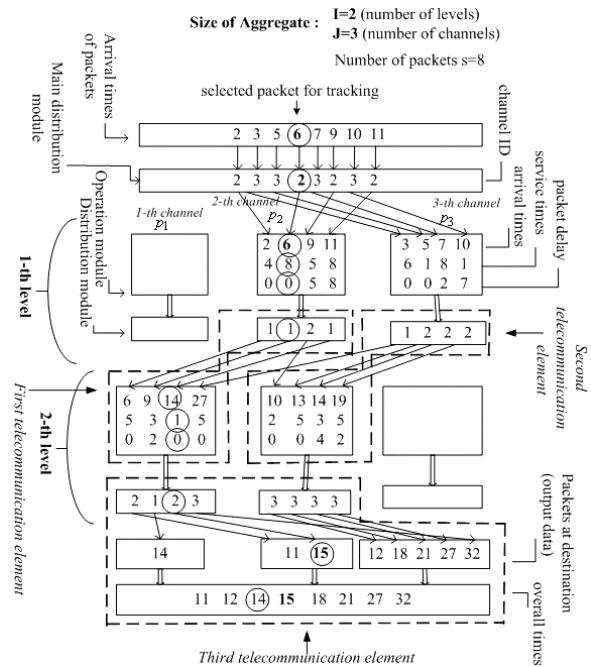 Size of Aggregate : I=2 (number of levels)
J=3 (number of channels)
Number of packets s=8
Arrival times
of packets
Main distribution
module
selected packet for tracking
2 3 5 6 7 9 10 11
2 3 3 2 3 2 3 2
channel ID
service times
arrival times
packet delay
1-th channel
p1
2-th channel
p2
3-th channel
p3
Operation module
Distribution module
1-th level
2 6 9 11
4 8 5 8
0 0 5 8
3 5 7 10
6 1 8 1
0 0 2 7
1 1 2 1
1 2 2 2
Second
telecommunication
element
First telecommunication element
2-th level
6 9 14 27
5 3 1 5
0 2 0 0
10 13 14 19
2 5 3 5
0 0 4 2
2 1 2 3
3 3 3 3
Packets at destination
(output data)
14
11 15
12 18 21 27 32
overall times
11 12 14 15 18 21 27 32
Third telecommunication element